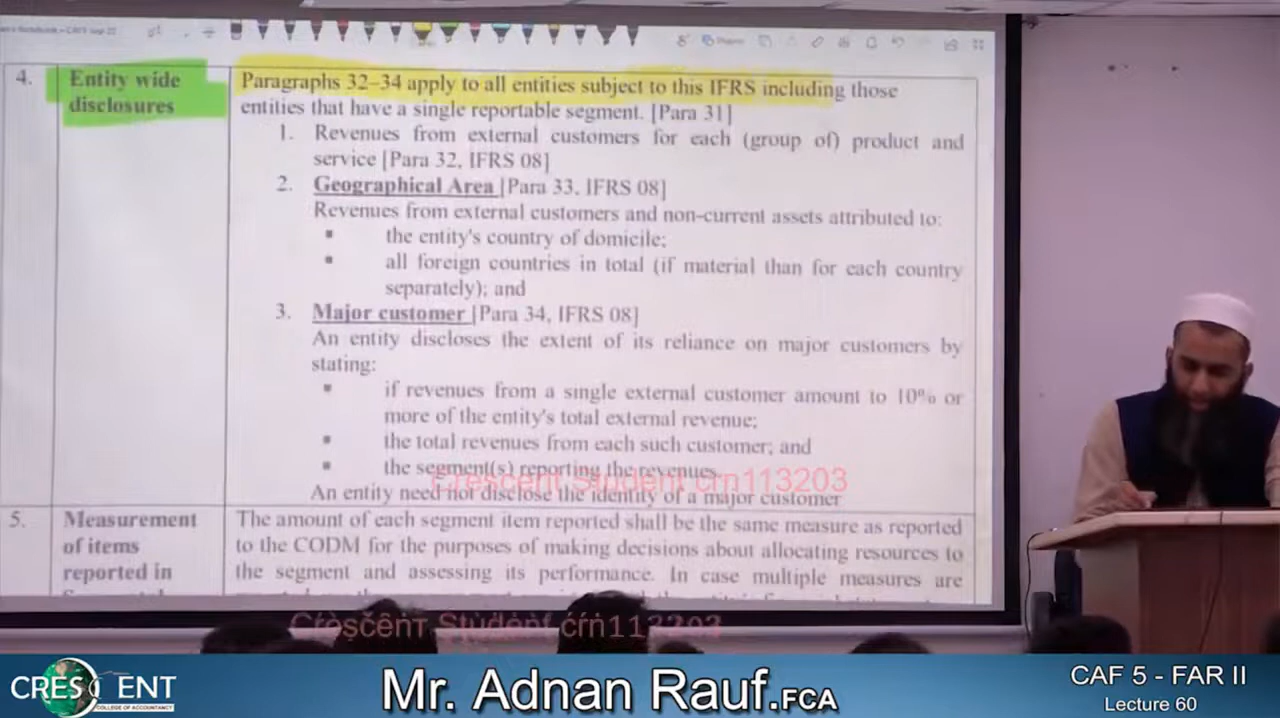 4.
Entity wide
disclosures
Paragraphs 32–34 apply to all entities subject to this IFRS including those
entities that have a single reportable segment. [Para 31]
1. Revenues from external customers for each (group of) product and
service [Para 32, IFRS 08]
2. Geographical Area [Para 33, IFRS 08]
Revenues from external customers and non-current assets attributed to:
▪ the entity's country of domicile;
▪ all foreign countries in total (if material than for each country
separately); and
3. Major customer [Para 34, IFRS 08]
An entity discloses the extent of its reliance on major customers by
stating:
▪ if revenues from a single external customer amount to 10% or
more of the entity's total external revenue;
▪ the total revenues from each such customer; and
▪ the segment(s) reporting the revenues.
Crescent Student crn113203
An entity need not disclose the identity of a major customer
5.
Measurement
of items
reported in
The amount of each segment item reported shall be the same measure as reported
to the CODM for the purposes of making decisions about allocating resources to
the segment and assessing its performance. In case multiple measures are
CRESCENT
COLLEGE OF ACCOUNTANCY
Mr. Adnan Rauf.FCA
CAF 5 - FAR II
Lecture 60